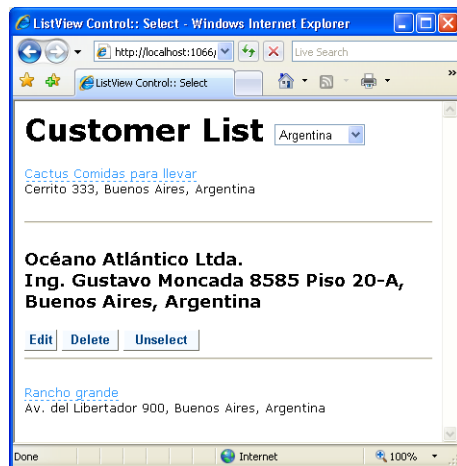 ListView Control:: Select - Windows Internet Explorer
http://localhost:1066/
Live Search
ListView Control:: Select
Customer List
Argentina
Cactus Comidas para llevar
Cerrito 333, Buenos Aires, Argentina
Océano Atlántico Ltda.
Ing. Gustavo Moncada 8585 Piso 20-A,
Buenos Aires, Argentina
Edit Delete Unselect
Rancho grande
Av. del Libertador 900, Buenos Aires, Argentina
Done Internet 100%